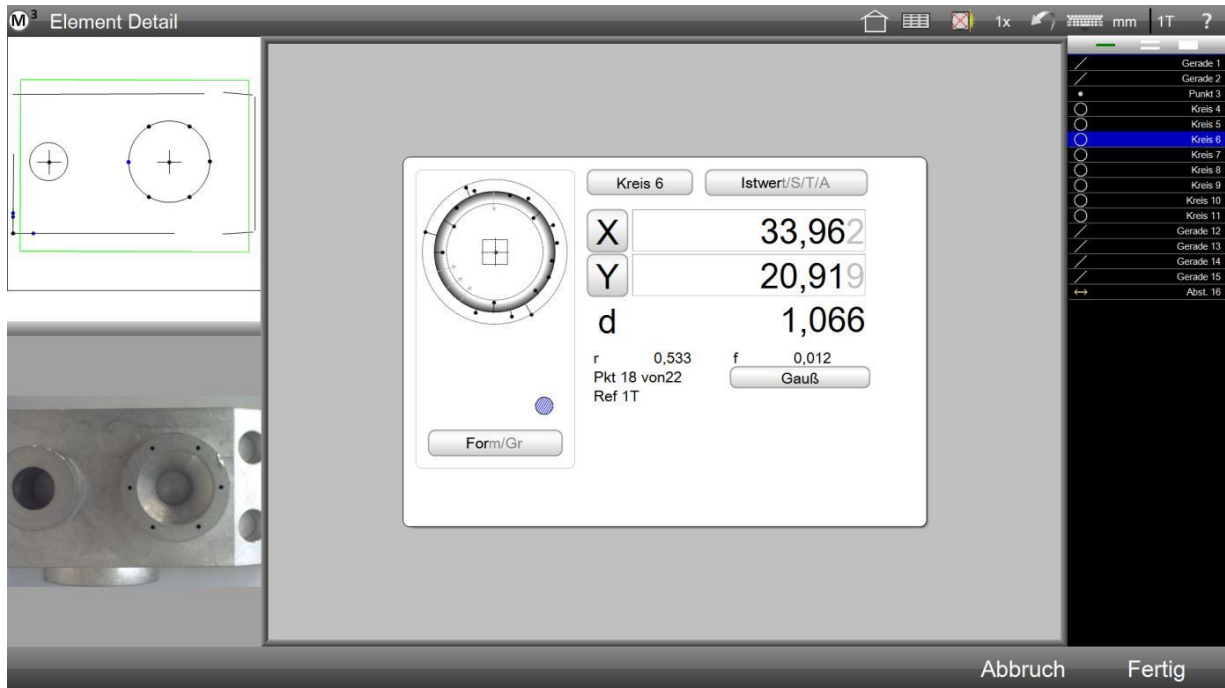 M3 Element Detail 1x mm 1T ?
Gerade 1
Gerade 2
Punkt 3
Kreis 4
Kreis 5
Kreis 6
Kreis 7
Kreis 8
Kreis 9
Kreis 10
Kreis 11
Gerade 12
Gerade 13
Gerade 14
Gerade 15
Abst. 16
Kreis 6 Istwert/S/T/A
X 33,962
Y 20,919
d 1,066
r 0,533 f 0,012
Pkt 18 von22 Gauß
Ref 1T
Form/Gr
Abbruch Fertig